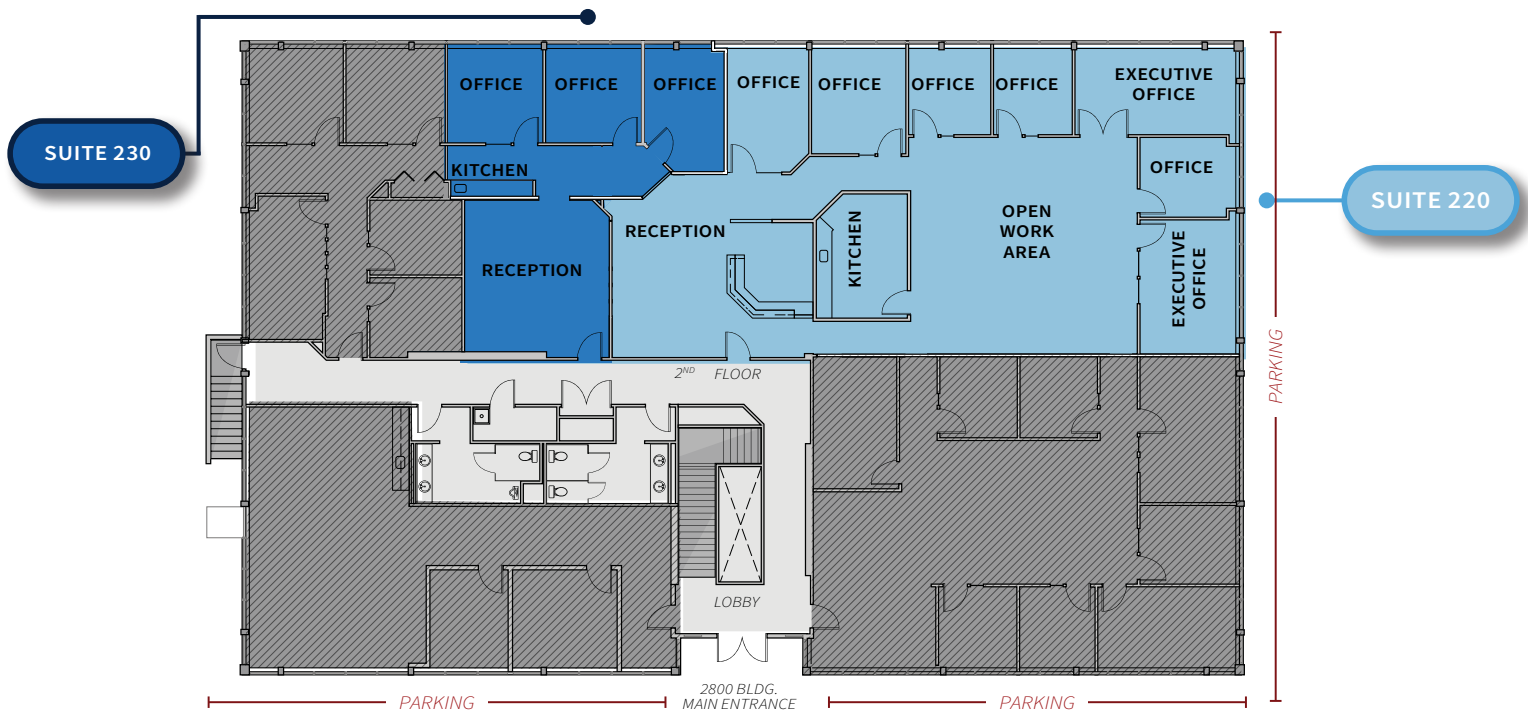 SUITE 230
OFFICE
OFFICE
OFFICE
OFFICE
OFFICE
OFFICE
OFFICE
EXECUTIVE
OFFICE
KITCHEN
OFFICE
SUITE 220
RECEPTION
RECEPTION
KITCHEN
OPEN
WORK
AREA
EXECUTIVE
OFFICE
PARKING
2ND FLOOR
LOBBY
2800 BLDG.
MAIN ENTRANCE
PARKING
PARKING